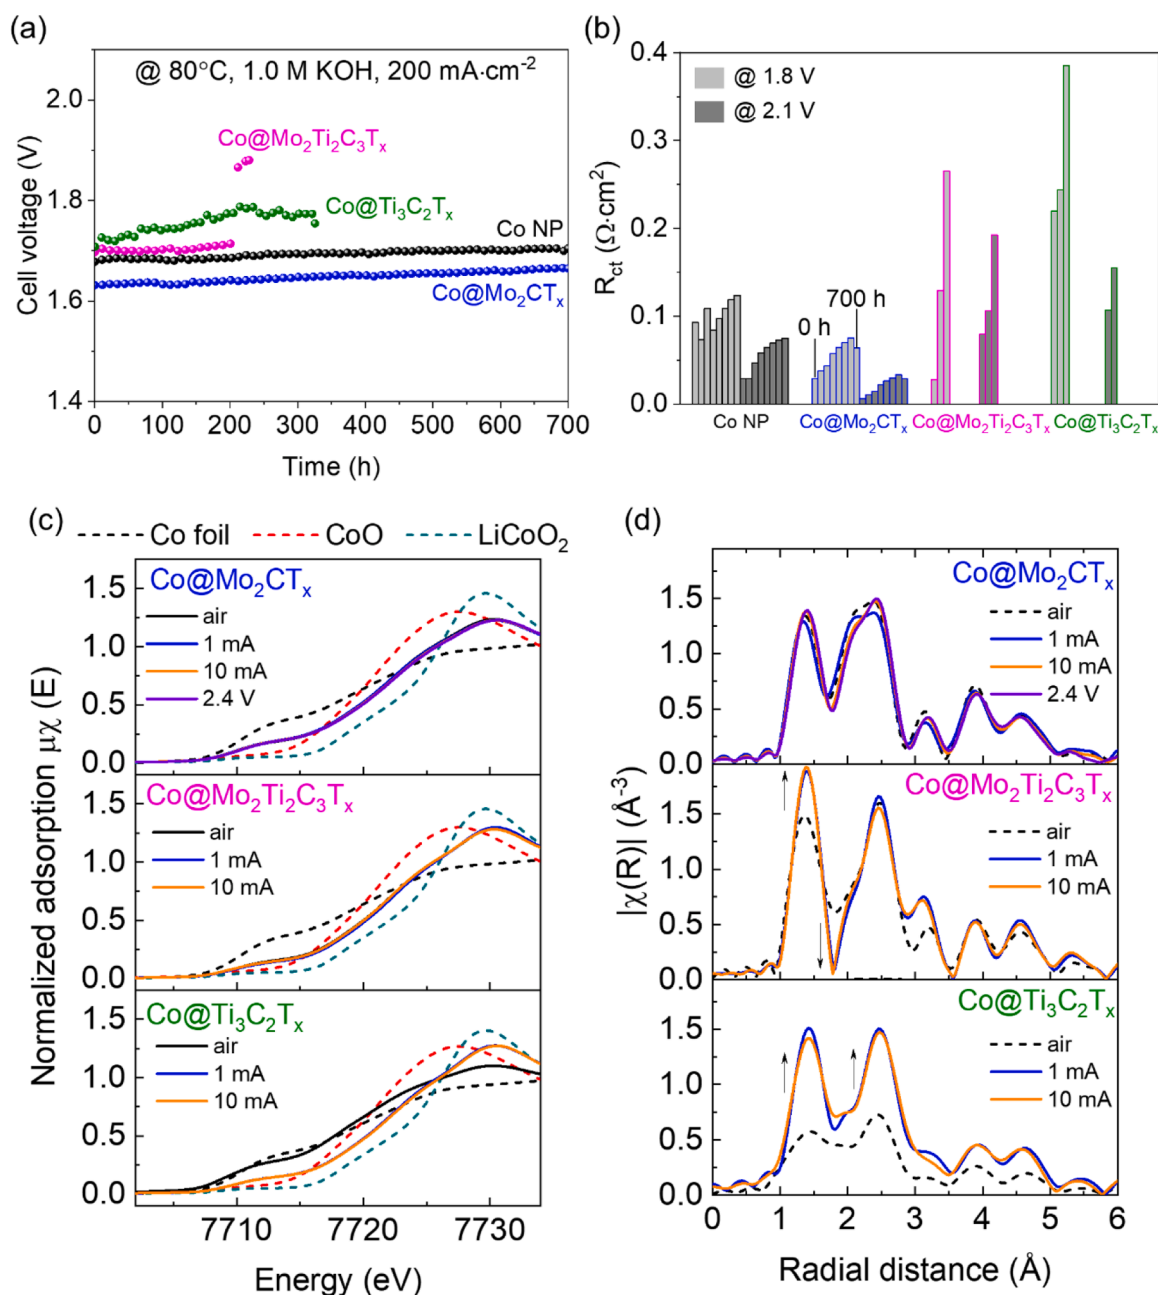 (a)
@ 80°C, 1.0 M KOH, 200 mA·cm⁻²
Cell voltage (V)
2.0
1.8
1.6
1.4
Co@Mo₂Ti₂C₃Tₓ
Co@Ti₃C₂Tₓ
Co NP
Co@Mo₂CTₓ
0 100 200 300 400 500 600 700
Time (h)
(b)
@ 1.8 V
@ 2.1 V
R_ct (Ω·cm²)
0.4
0.3
0.2
0.1
0.0
0 h
700 h
Co NP Co@Mo₂CTₓ Co@Mo₂Ti₂C₃Tₓ Co@Ti₃C₂Tₓ
(c)
Co foil CoO LiCoO₂
Normalized adsorption μχ (E)
Co@Mo₂CTₓ
air
1 mA
10 mA
2.4 V
1.5
1.0
0.5
0.0
Co@Mo₂Ti₂C₃Tₓ
air
1 mA
10 mA
1.5
1.0
0.5
0.0
Co@Ti₃C₂Tₓ
air
1 mA
10 mA
1.5
1.0
0.5
0.0
7710 7720 7730
Energy (eV)
(d)
|χ(R)| (Å⁻³)
Co@Mo₂CTₓ
air
1 mA
10 mA
2.4 V
1.5
1.0
0.5
0.0
Co@Mo₂Ti₂C₃Tₓ
air
1 mA
10 mA
1.5
1.0
0.5
0.0
Co@Ti₃C₂Tₓ
air
1 mA
10 mA
1.5
1.0
0.5
0.0
0 1 2 3 4 5 6
Radial distance (Å)